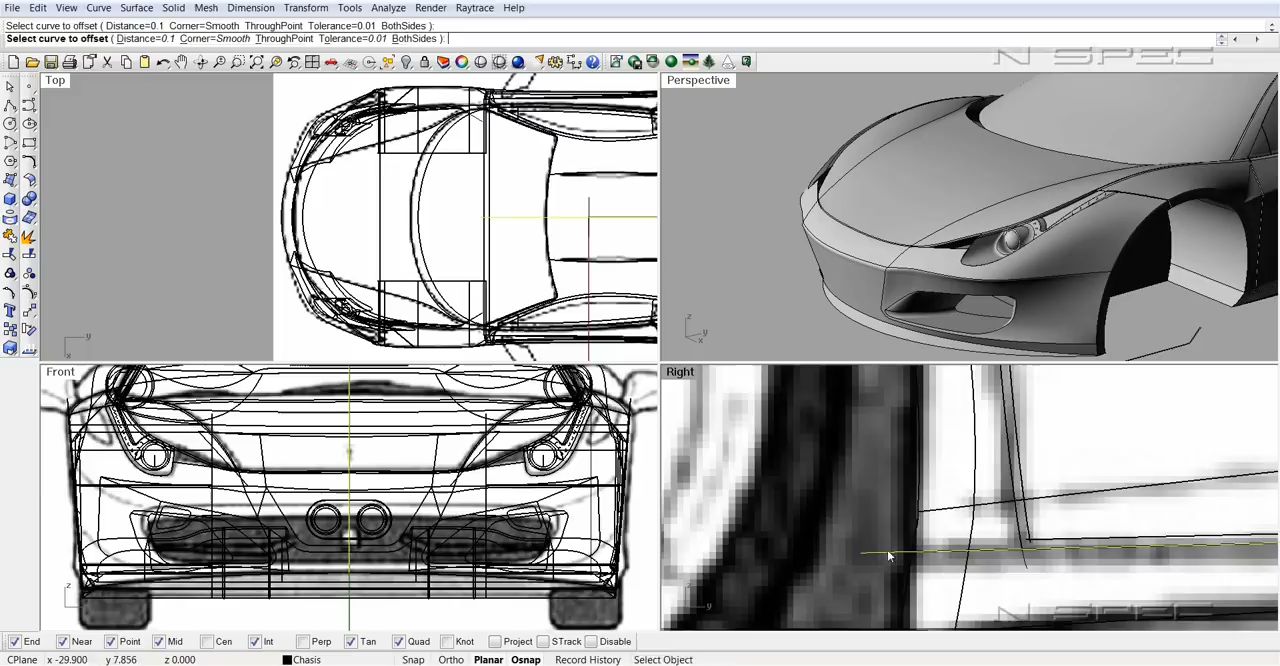 File Edit View Curve Surface Solid Mesh Dimension Transform Tools Analyze Render Raytrace Help
Select curve to offset ( Distance=0.1 Corner=Smooth ThroughPoint Tolerance=0.01 BothSides ):
Select curve to offset ( Distance=0.1 Corner=Smooth ThroughPoint Tolerance=0.01 BothSides ):
N SPEC
Top
Perspective
y
x
z
y
x
Front
Right
z
z
y
N SPEC
End Near Point Mid Cen Int Perp Tan Quad Knot Project STrack Disable
CPlane x -29.900 y 7.856 z 0.000 Chasis Snap Ortho Planar Osnap Record History Select Object